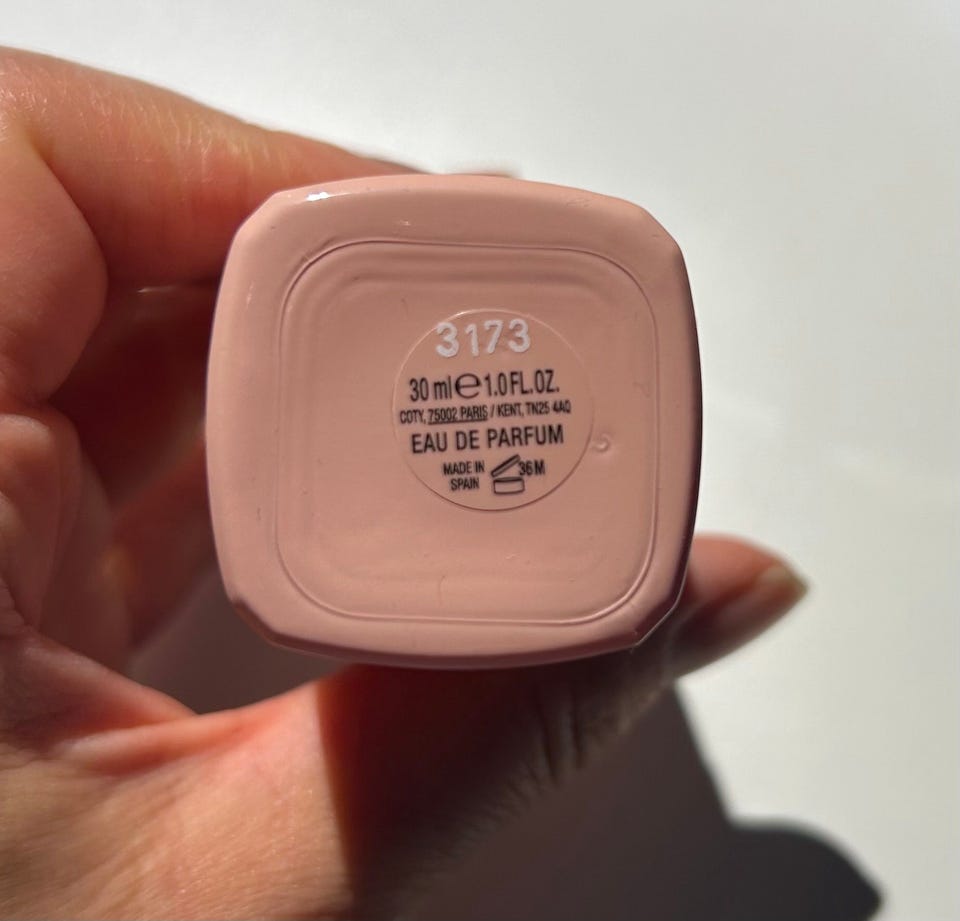 3173
30 ml e 1.0 FL.OZ.
COTY, 75002 PARIS / KENT, TN25 4AQ
EAU DE PARFUM
MADE IN 36 M
SPAIN